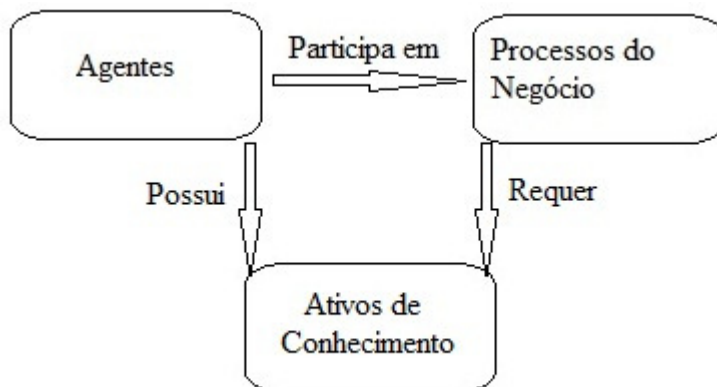 Agentes
Participa em
Processos do
Negócio
Possui
Requer
Ativos de
Conhecimento